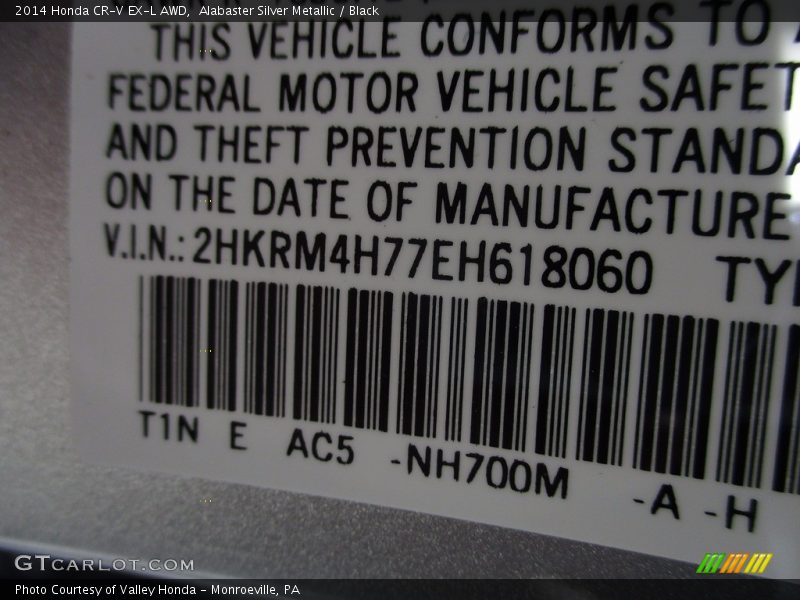 2014 Honda CR-V EX-L AWD,  Alabaster Silver Metallic / Black
THIS VEHICLE CONFORMS TO
FEDERAL MOTOR VEHICLE SAFET
AND THEFT PREVENTION STANDA
ON THE DATE OF MANUFACTURE
V.I.N.: 2HKRM4H77EH618060 TYP
T1N E AC5 -NH700M -A -H
GTCARLOT.COM
Photo Courtesy of Valley Honda - Monroeville, PA